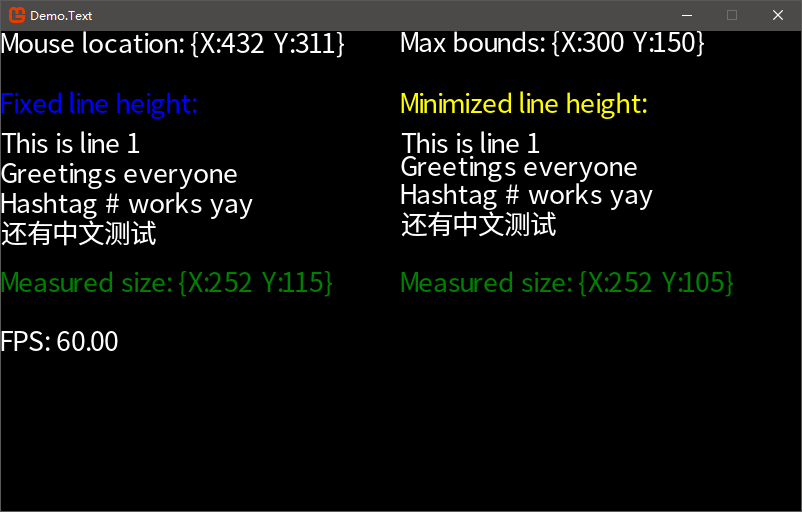 Demo.Text
Mouse location: {X:432 Y:311}
Max bounds: {X:300 Y:150}
Fixed line height:
This is line 1
Greetings everyone
Hashtag # works yay
还有中文测试
Measured size: {X:252 Y:115}
Minimized line height:
This is line 1
Greetings everyone
Hashtag # works yay
还有中文测试
Measured size: {X:252 Y:105}
FPS: 60.00